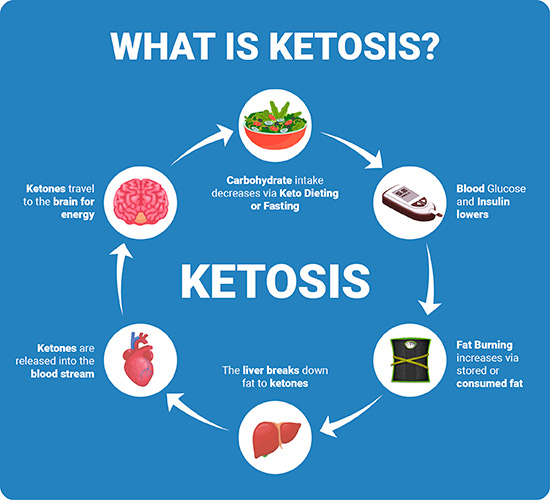 WHAT IS KETOSIS?
Carbohydrate intake
decreases via Keto Dieting
or Fasting
Blood Glucose
and Insulin
lowers
Fat Burning
increases via
stored or
consumed fat
The liver breaks down
fat to ketones
Ketones are
released into the
blood stream
Ketones travel
to the brain for
energy
KETOSIS